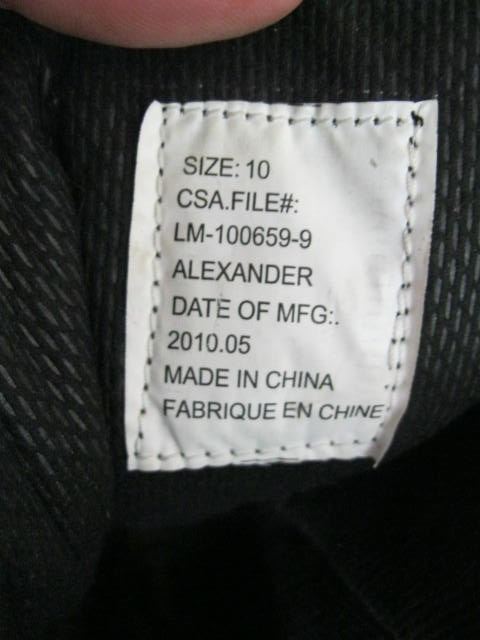 SIZE: 10
CSA.FILE#:
LM-100659-9
ALEXANDER
DATE OF MFG:.
2010.05
MADE IN CHINA
FABRIQUE EN CHINE